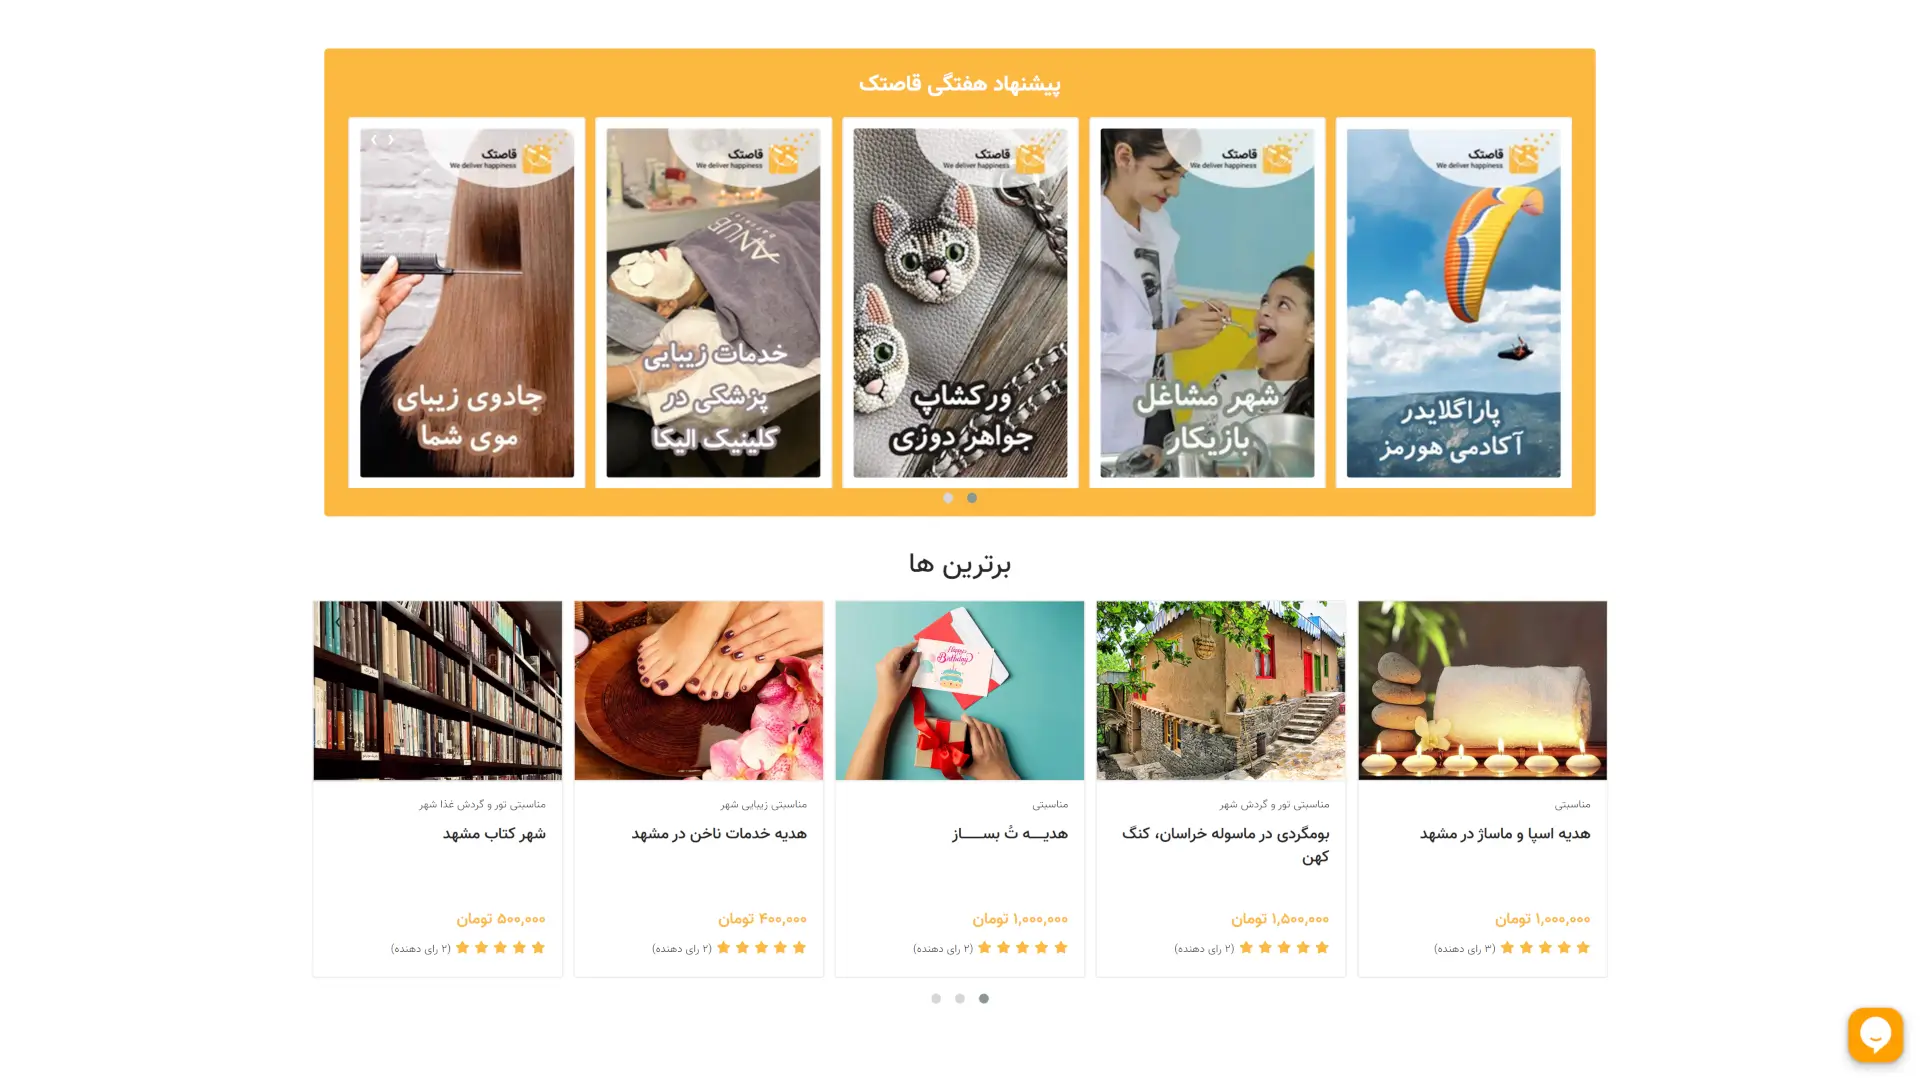 پیشنهاد هفتگی قاصتک
قاصتک
We deliver happiness
پاراگلایدر
آکادمی هورمز
قاصتک
We deliver happiness
شهر مشاغل
بازیکار
قاصتک
We deliver happiness
ورکشاپ
جواهر دوزی
قاصتک
We deliver happiness
خدمات زیبایی
پزشکی در
کلینیک الیکا
قاصتک
We deliver happiness
جادوی زیبای
موی شما
برترین ها
مناسبتی
هدیه اسپا و ماساژ در مشهد
۱,۰۰۰,۰۰۰ تومان
(۳ رای دهنده)
مناسبتی تور و گردش شهر
بومگردی در ماسوله خراسان، کنگ
کهن
۱,۵۰۰,۰۰۰ تومان
(۲ رای دهنده)
Happy
Birthday
مناسبتی
هدیـــه تُ بســــاز
۱,۰۰۰,۰۰۰ تومان
(۲ رای دهنده)
مناسبتی زیبایی شهر
هدیه خدمات ناخن در مشهد
۴۰۰,۰۰۰ تومان
(۲ رای دهنده)
مناسبتی تور و گردش غذا شهر
شهر کتاب مشهد
۵۰۰,۰۰۰ تومان
(۲ رای دهنده)